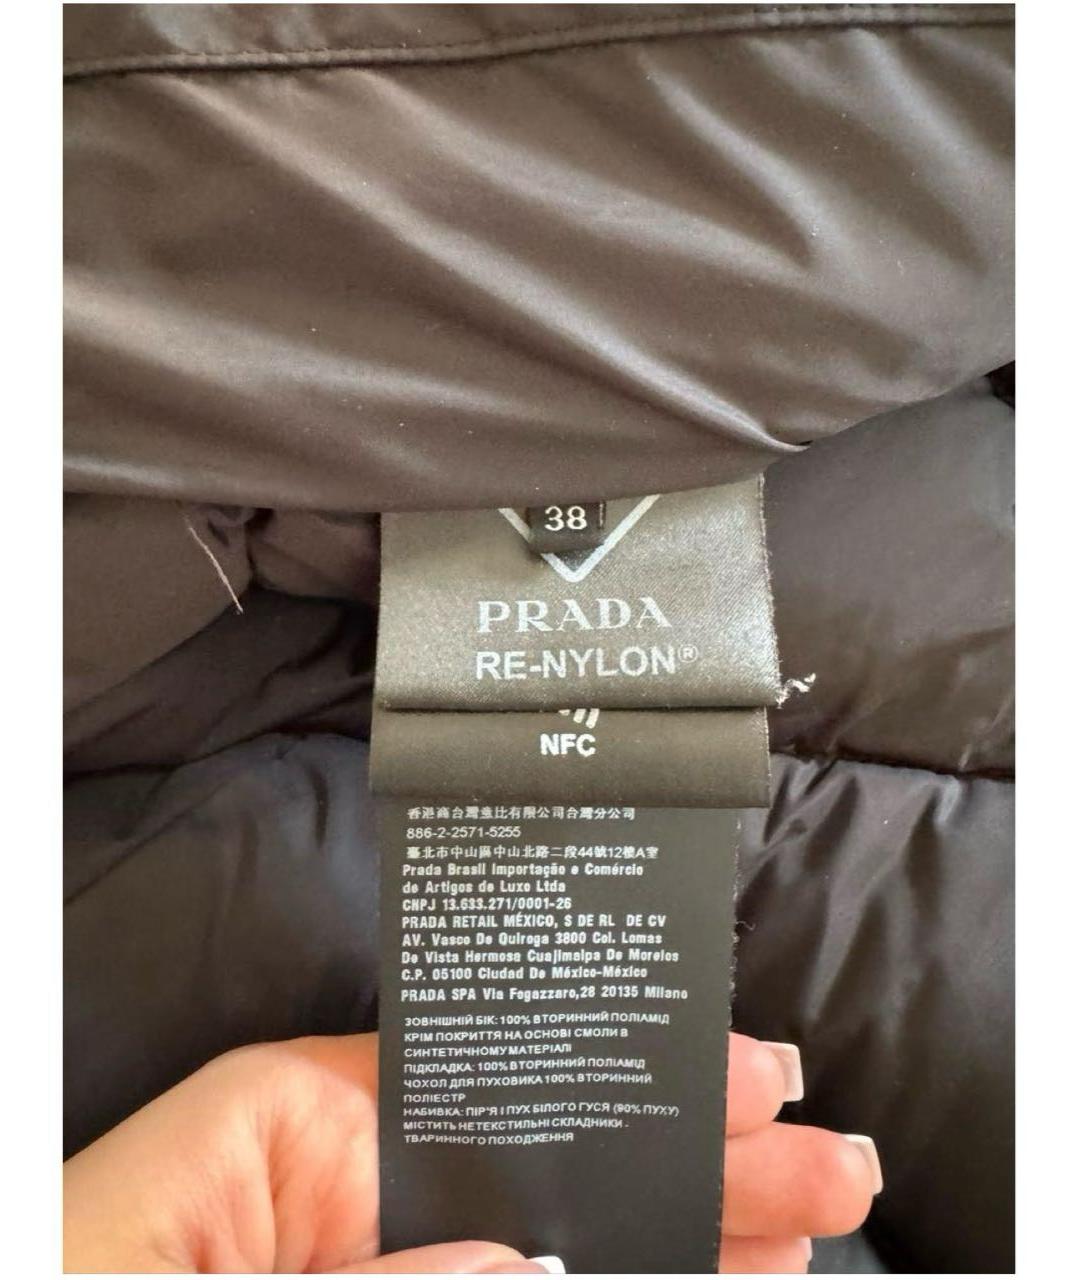 38
PRADA
RE-NYLON®
NFC
香港商台灣蓬比有限公司台灣分公司
886-2-2571-5255
臺北市中山區中山北路二段44號12樓A室
Prada Brasil Importação e Comércio
de Artigos de Luxo Ltda
CNPJ 13.633.271/0001-26
PRADA RETAIL MÉXICO, S DE RL DE CV
AV. Vasco De Quiroga 3800 Col. Lomas
De Vista Hermosa Cuajimalpa De Morelos
C.P. 05100 Ciudad De México-México
PRADA SPA Via Fogazzaro,28 20135 Milano
ЗОВНІШНІЙ БІК: 100% ВТОРИННИЙ ПОЛІАМІД
КРІМ ПОКРИТТЯ НА ОСНОВІ СМОЛИ В
СИНТЕТИЧНОМУ МАТЕРІАЛІ
ПІДКЛАДКА: 100% ВТОРИННИЙ ПОЛІАМІД
ЧОХОЛ ДЛЯ ПУХОВИКА 100% ВТОРИННИЙ
ПОЛІЕСТР
НАБИВКА: ПІР'Я І ПУХ БІЛОГО ГУСЯ (90% ПУХУ)
МІСТИТЬ НЕТЕКСТИЛЬНІ СКЛАДНИКИ .
ТВАРИННОГО ПОХОДЖЕННЯ